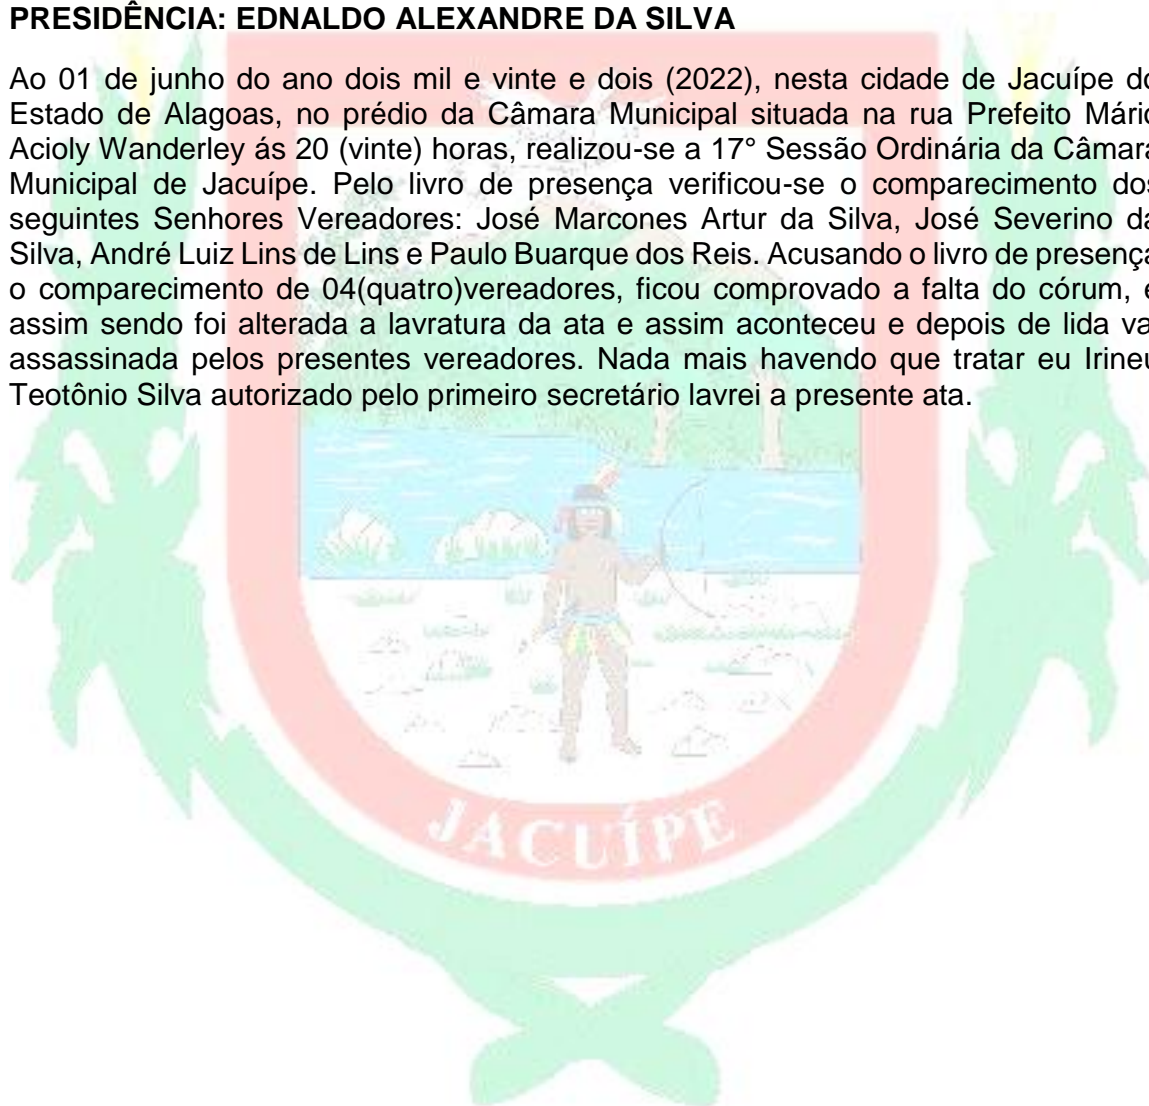 PRESIDÊNCIA: EDNALDO ALEXANDRE DA SILVA
Ao 01 de junho do ano dois mil e vinte e dois (2022), nesta cidade de Jacuípe do
Estado de Alagoas, no prédio da Câmara Municipal situada na rua Prefeito Mário
Acioly Wanderley ás 20 (vinte) horas, realizou-se a 17° Sessão Ordinária da Câmara
Municipal de Jacuípe. Pelo livro de presença verificou-se o comparecimento dos
seguintes Senhores Vereadores: José Marcones Artur da Silva, José Severino da
Silva, André Luiz Lins de Lins e Paulo Buarque dos Reis. Acusando o livro de presença
o comparecimento de 04(quatro)vereadores, ficou comprovado a falta do córum, e
assim sendo foi alterada a lavratura da ata e assim aconteceu e depois de lida va
assassinada pelos presentes vereadores. Nada mais havendo que tratar eu Irineu
Teotônio Silva autorizado pelo primeiro secretário lavrei a presente ata.
JACUÍPE